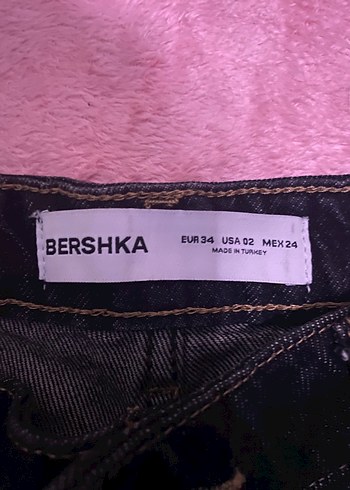 BERSHKA
EUR 34 USA 02 MEX 24
MADE IN TURKEY